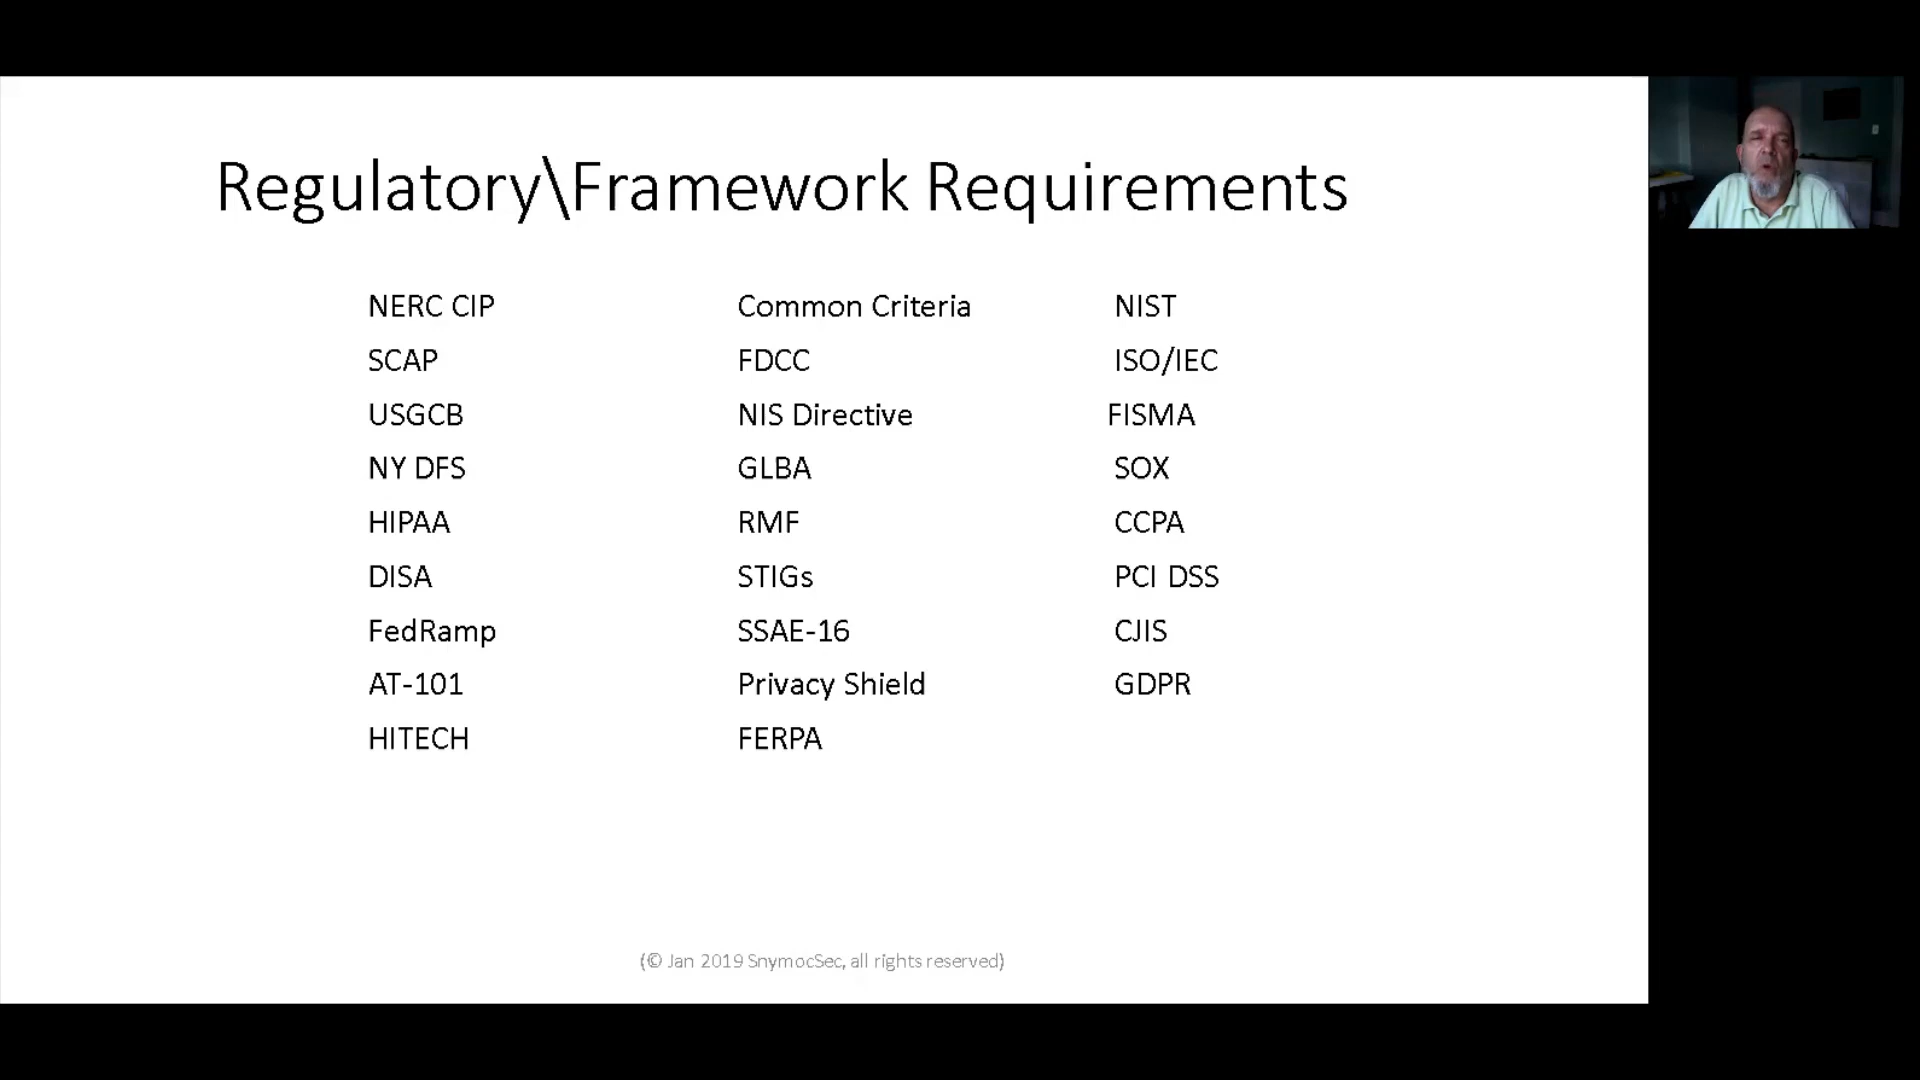 Regulatory\Framework Requirements
NERC CIP
SCAP
USGCB
NY DFS
HIPAA
DISA
FedRamp
AT-101
HITECH
Common Criteria
FDCC
NIS Directive
GLBA
RMF
STIGs
SSAE-16
Privacy Shield
FERPA
NIST
ISO/IEC
FISMA
SOX
CCPA
PCI DSS
CJIS
GDPR
(© Jan 2019 SnymocSec, all rights reserved)